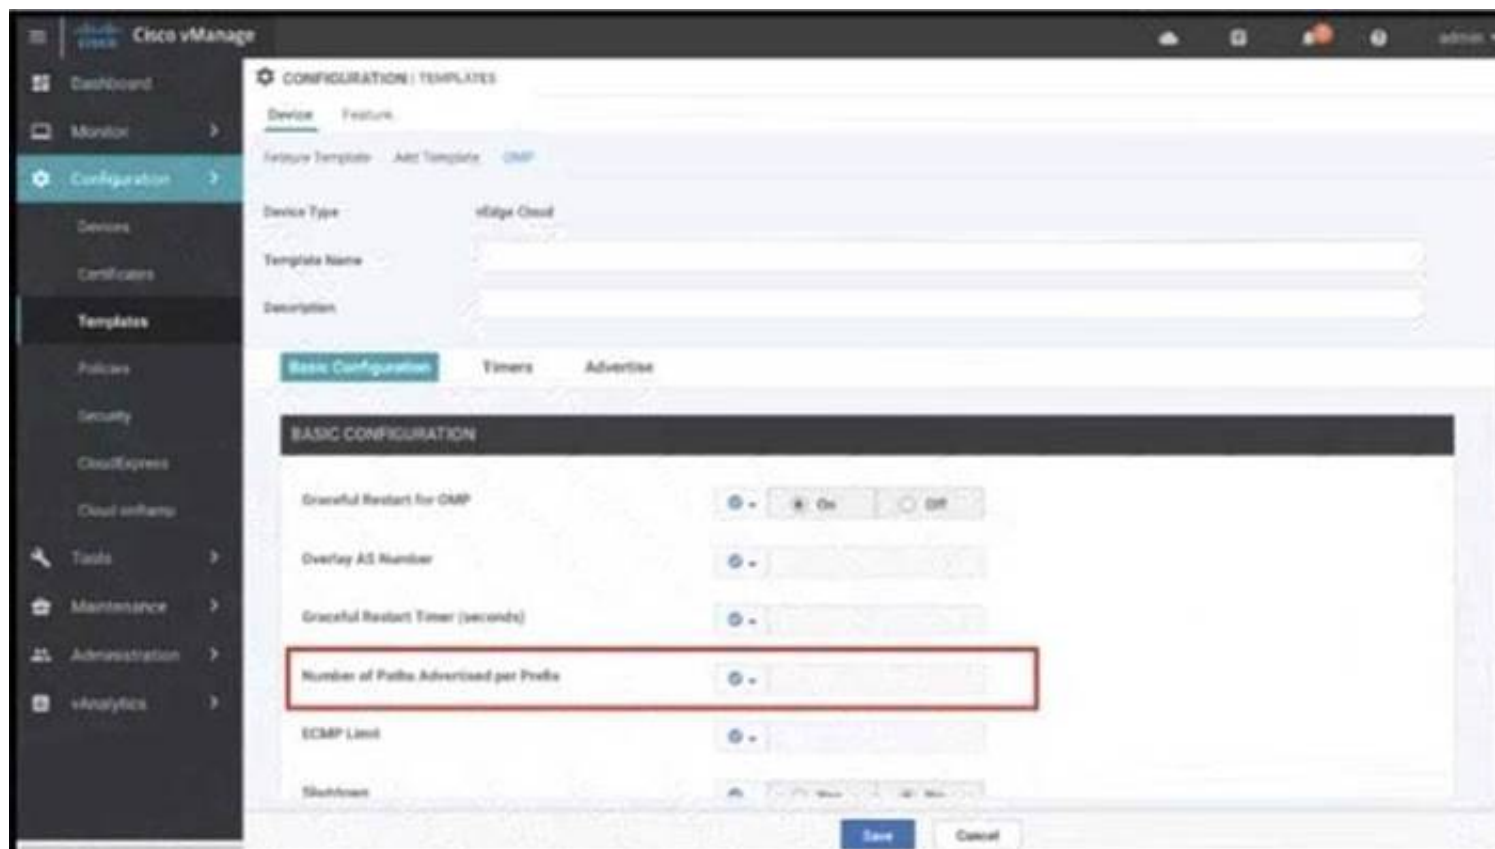 cisco Cisco vManage
admin
Dashboard
Monitor
Configuration
Devices
Certificates
Templates
Policies
Security
CloudExpress
Cloud onRamp
Tools
Maintenance
Administration
vAnalytics
CONFIGURATION | TEMPLATES
Device Feature
Feature Template Add Template OMP
Device Type vEdge Cloud
Template Name
Description
Basic Configuration Timers Advertise
BASIC CONFIGURATION
Graceful Restart for OMP On Off
Overlay AS Number
Graceful Restart Timer (seconds)
Number of Paths Advertised per Prefix
ECMP Limit
Shutdown Yes No
Save Cancel